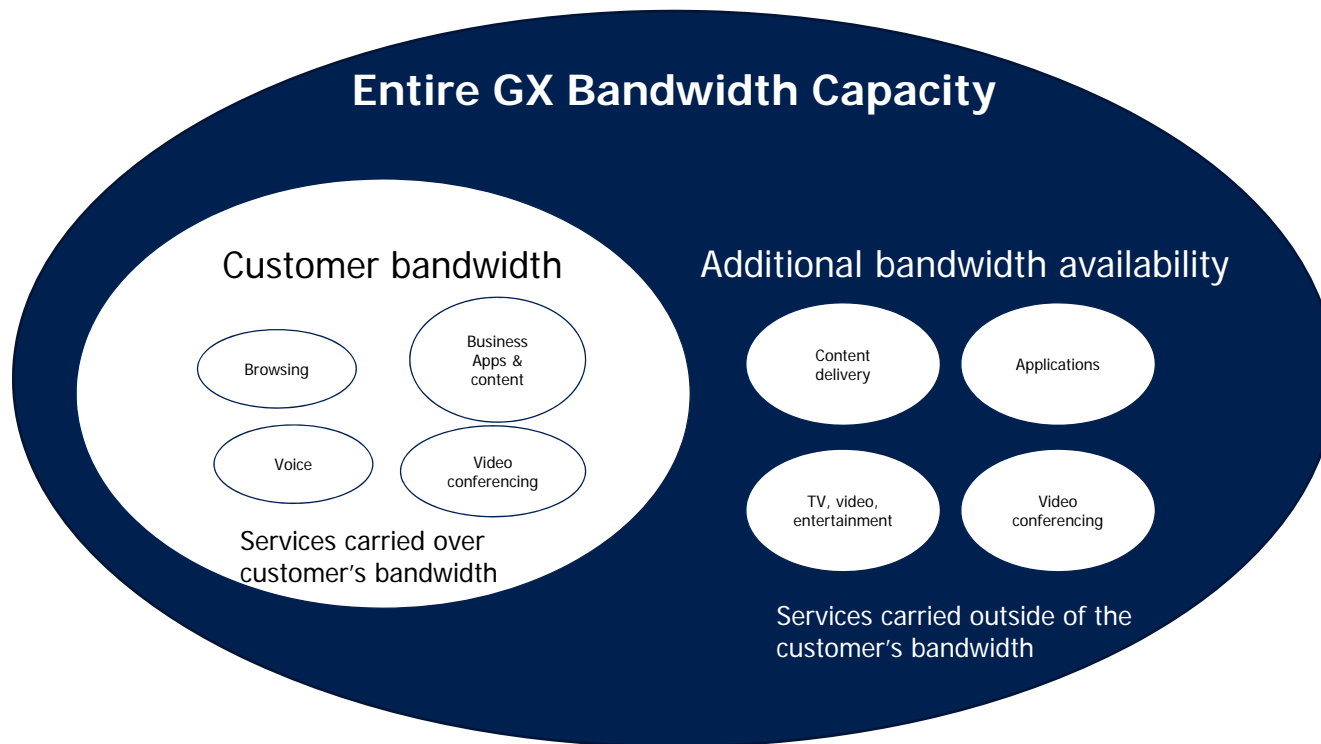 Entire GX Bandwidth Capacity
Customer bandwidth
Browsing
Business
Apps &
content
Voice
Video
conferencing
Services carried over
customer's bandwidth
Additional bandwidth availability
Content
delivery
Applications
TV, video,
entertainment
Video
conferencing
Services carried outside of the
customer's bandwidth